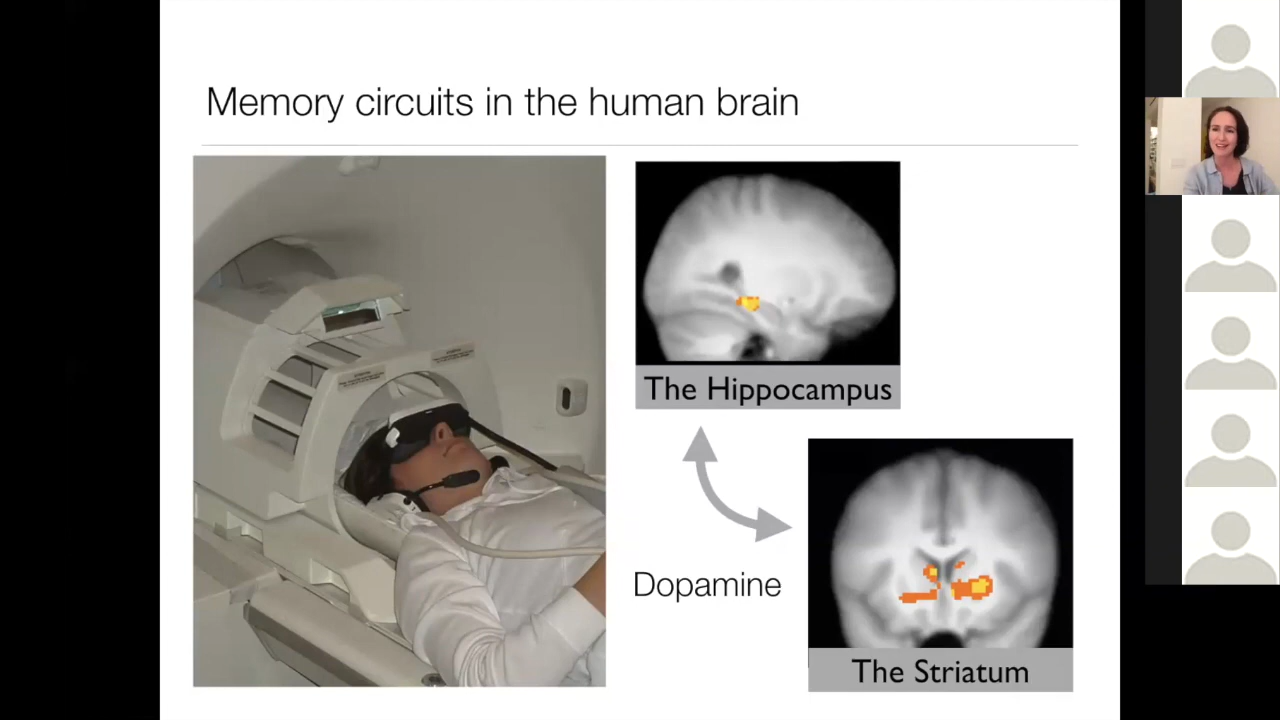 Memory circuits in the human brain
The Hippocampus
Dopamine
The Striatum